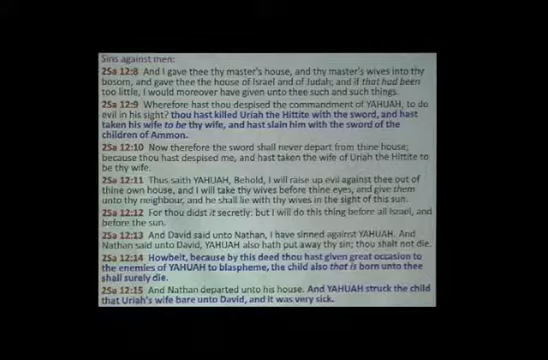 Sins against men:
2Sa 12:8 And I gave thee thy master's house, and thy master's wives into thy
bosom, and gave thee the house of Israel and of Judah; and if that had been
too little, I would moreover have given unto thee such and such things.
2Sa 12:9 Wherefore hast thou despised the commandment of YAHUAH, to do
evil in his sight? thou hast killed Uriah the Hittite with the sword, and hast
taken his wife to be thy wife, and hast slain him with the sword of the
children of Ammon.
2Sa 12:10 Now therefore the sword shall never depart from thine house;
because thou hast despised me, and hast taken the wife of Uriah the Hittite to
be thy wife.
2Sa 12:11 Thus saith YAHUAH, Behold, I will raise up evil against thee out of
thine own house, and I will take thy wives before thine eyes, and give them
unto thy neighbour, and he shall lie with thy wives in the sight of this sun.
2Sa 12:12 For thou didst it secretly: but I will do this thing before all Israel, and
before the sun.
2Sa 12:13 And David said unto Nathan, I have sinned against YAHUAH. And
Nathan said unto David, YAHUAH also hath put away thy sin; thou shalt not die.
2Sa 12:14 Howbeit, because by this deed thou hast given great occasion to
the enemies of YAHUAH to blaspheme, the child also that is born unto thee
shall surely die.
2Sa 12:15 And Nathan departed unto his house. And YAHUAH struck the child
that Uriah's wife bare unto David, and it was very sick.